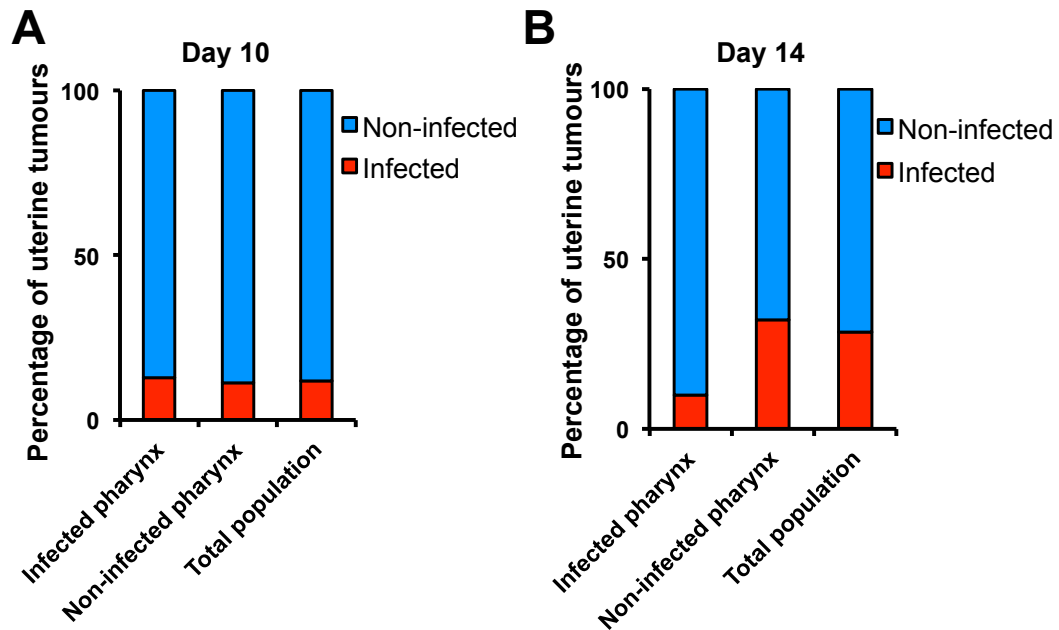 A
Day 10
Percentage of uterine tumours
100
50
0
Non-infected
Infected
Infected pharynx
Non-infected pharynx
Total population
B
Day 14
Percentage of uterine tumours
100
50
0
Non-infected
Infected
Infected pharynx
Non-infected pharynx
Total population